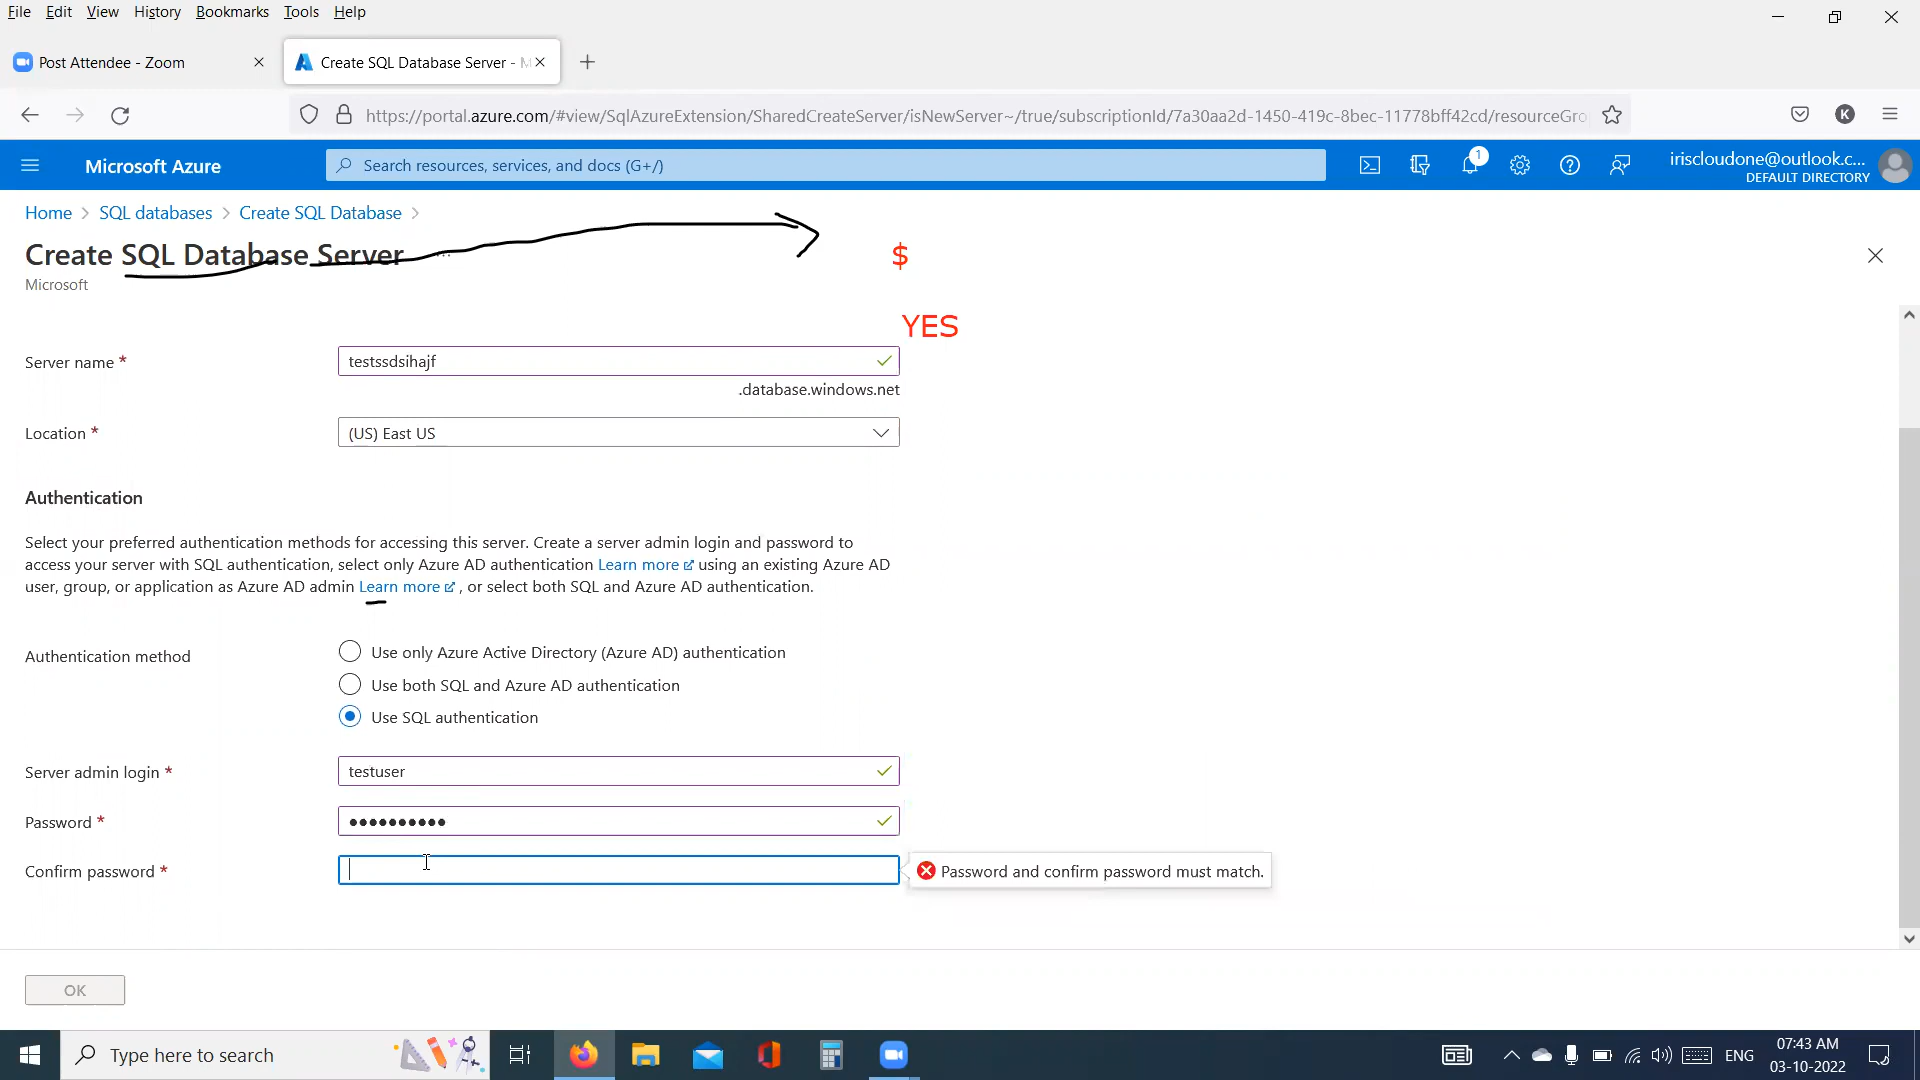 File Edit View History Bookmarks Tools Help
Post Attendee - Zoom
Create SQL Database Server - M
https://portal.azure.com/#view/SqlAzureExtension/SharedCreateServer/isNewServer~/true/subscriptionId/7a30aa2d-1450-419c-8bec-11778bff42cd/resourceGro
K
Microsoft Azure
Search resources, services, and docs (G+/)
1
iriscloudone@outlook.c...
DEFAULT DIRECTORY
Home > SQL databases > Create SQL Database >
Create SQL Database Server ...
$
Microsoft
YES
Server name *
testssdsihajf
.database.windows.net
Location *
(US) East US
Authentication
Select your preferred authentication methods for accessing this server. Create a server admin login and password to
access your server with SQL authentication, select only Azure AD authentication Learn more using an existing Azure AD
user, group, or application as Azure AD admin Learn more , or select both SQL and Azure AD authentication.
Authentication method
Use only Azure Active Directory (Azure AD) authentication
Use both SQL and Azure AD authentication
Use SQL authentication
Server admin login *
testuser
Password *
••••••••••
Confirm password *
Password and confirm password must match.
OK
Type here to search
ENG
07:43 AM
03-10-2022